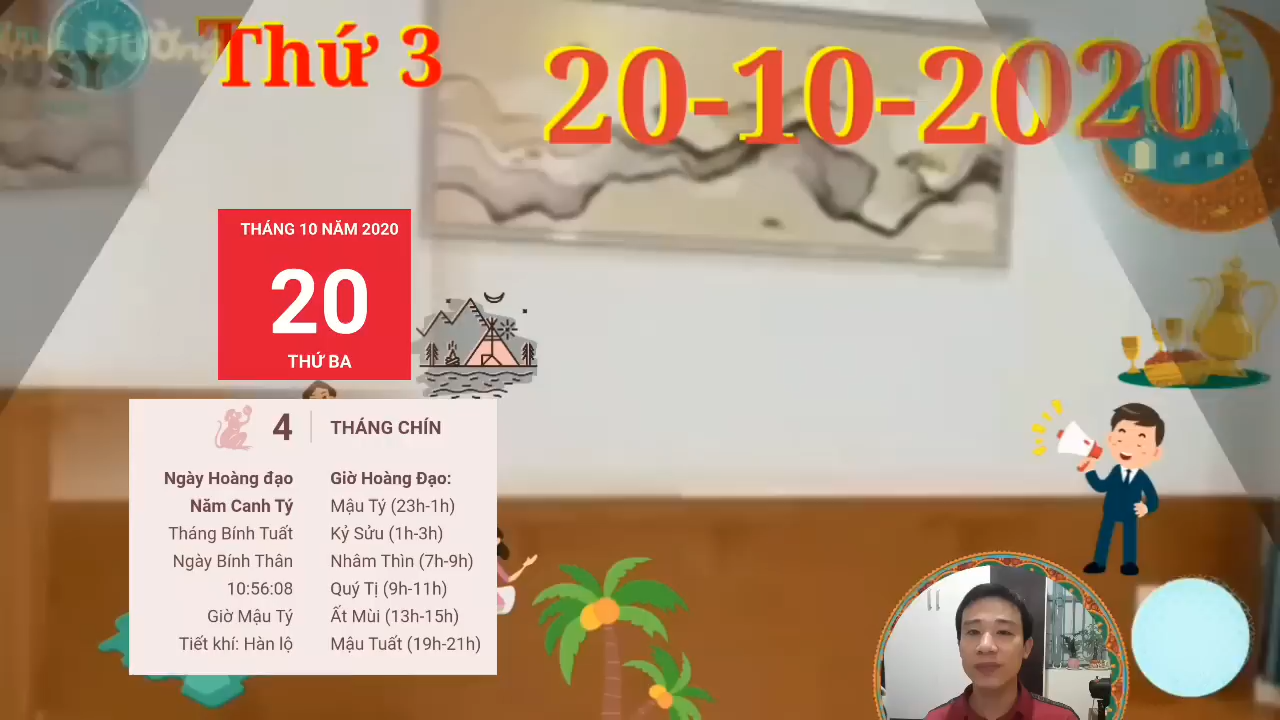 Thứ 3
20-10-2020
THÁNG 10 NĂM 2020
20
THỨ BA
4
THÁNG CHÍN
Ngày Hoàng đạo
Năm Canh Tý
Tháng Bính Tuất
Ngày Bính Thân
10:56:08
Giờ Mậu Tý
Tiết khí: Hàn lộ
Giờ Hoàng Đạo:
Mậu Tý (23h-1h)
Kỷ Sửu (1h-3h)
Nhâm Thìn (7h-9h)
Quý Tị (9h-11h)
Ất Mùi (13h-15h)
Mậu Tuất (19h-21h)